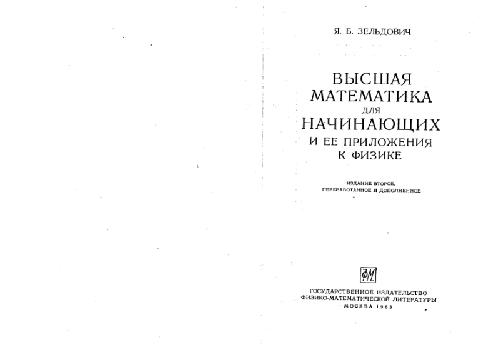 Я. Б. ЗЕЛЬДОВИЧ
ВЫСШАЯ
МАТЕМАТИКА
ДЛЯ
НАЧИНАЮЩИХ
И ЕЕ ПРИЛОЖЕНИЯ
К ФИЗИКЕ
ИЗДАНИЕ ВТОРОЕ,
ПЕРЕРАБОТАННОЕ И ДОПОЛНЕННОЕ
ФМ
ГОСУДАРСТВЕННОЕ ИЗДАТЕЛЬСТВО
ФИЗИКО-МАТЕМАТИЧЕСКОЙ ЛИТЕРАТУРЫ
МОСКВА 1963